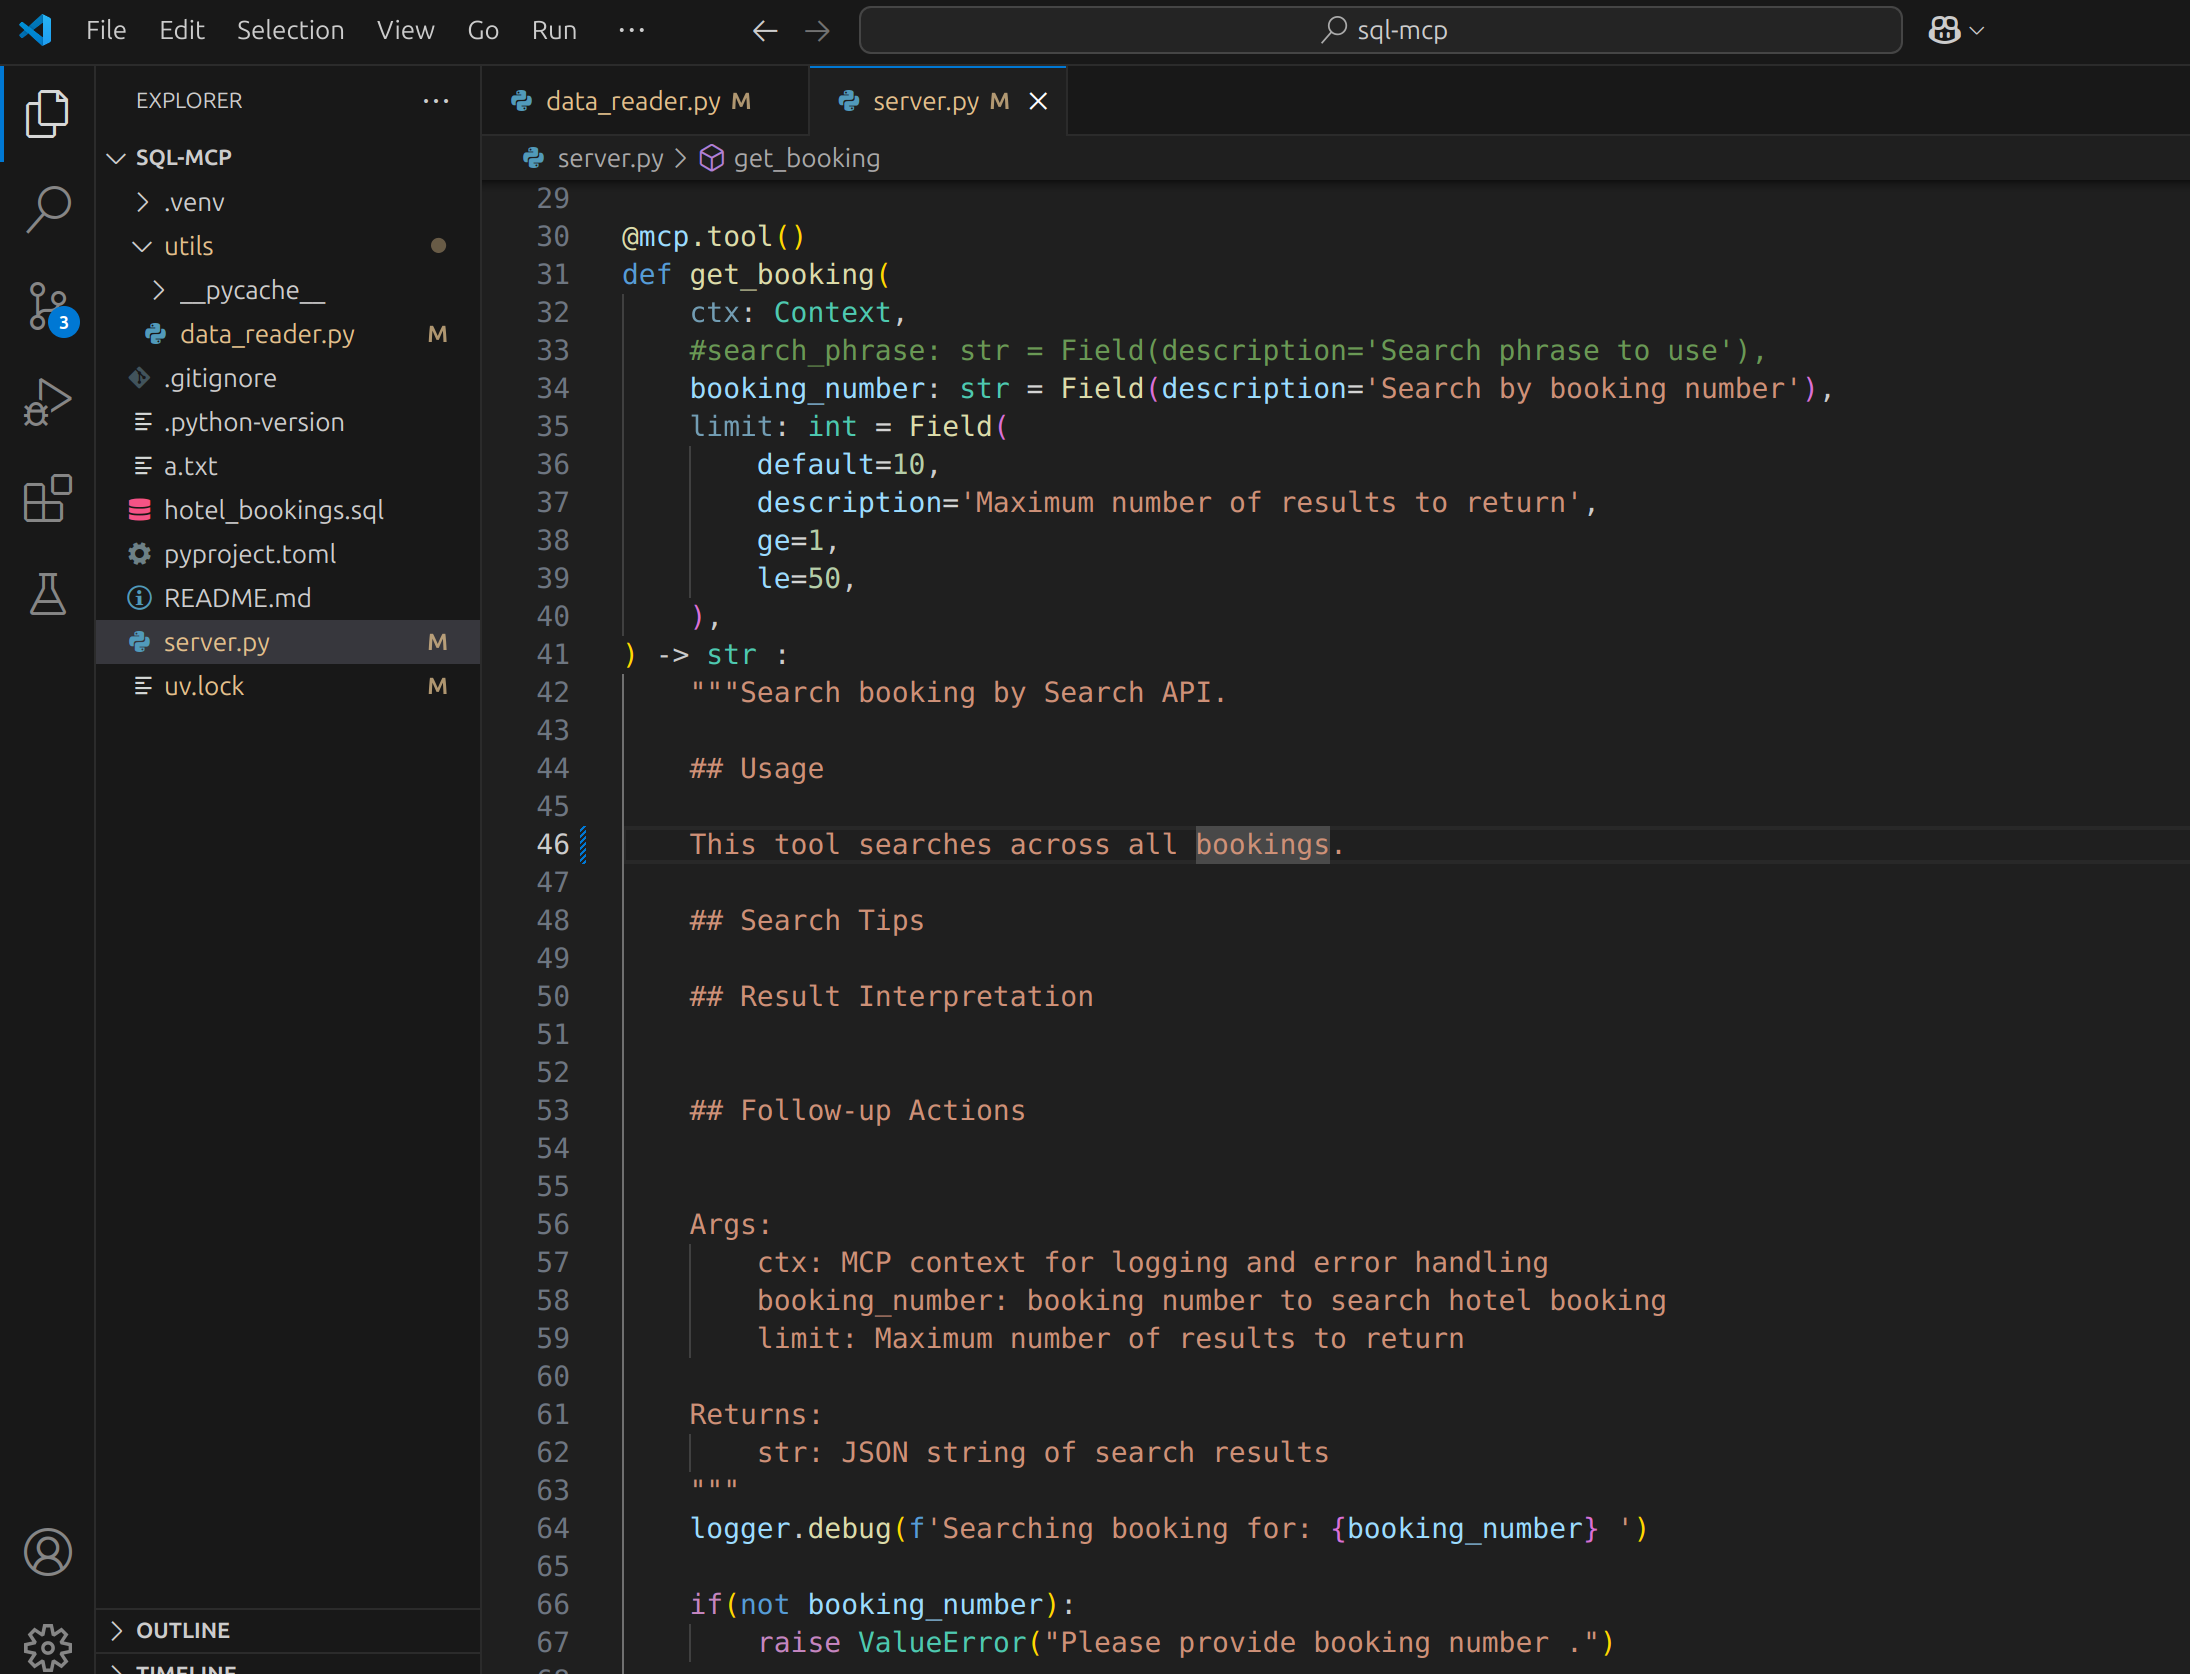 File Edit Selection View Go Run ···
sql-mcp
EXPLORER ···
SQL-MCP
.venv
utils
__pycache__
data_reader.py M
.gitignore
.python-version
a.txt
hotel_bookings.sql
pyproject.toml
README.md
server.py M
uv.lock M
3
OUTLINE
TIMELINE
data_reader.py M
server.py M
server.py > get_booking
29
30 @mcp.tool()
31 def get_booking(
32     ctx: Context,
33     #search_phrase: str = Field(description='Search phrase to use'),
34     booking_number: str = Field(description='Search by booking number'),
35     limit: int = Field(
36         default=10,
37         description='Maximum number of results to return',
38         ge=1,
39         le=50,
40     ),
41 ) -> str :
42     """Search booking by Search API.
43
44     ## Usage
45
46     This tool searches across all bookings.
47
48     ## Search Tips
49
50     ## Result Interpretation
51
52
53     ## Follow-up Actions
54
55
56     Args:
57         ctx: MCP context for logging and error handling
58         booking_number: booking number to search hotel booking
59         limit: Maximum number of results to return
60
61     Returns:
62         str: JSON string of search results
63     """
64     logger.debug(f'Searching booking for: {booking_number} ')
65
66     if(not booking_number):
67         raise ValueError("Please provide booking number .")